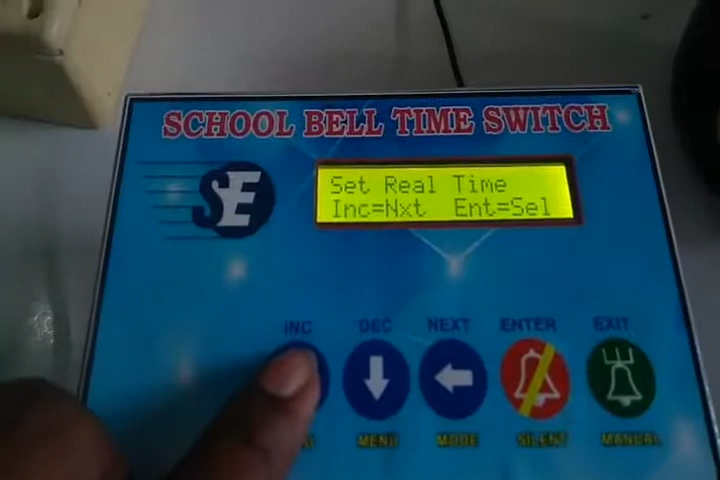 SCHOOL BELL TIME SWITCH
SE
Set Real Time
Inc=Nxt Ent=Sel
INC DEC NEXT ENTER EXIT
MENU MODE SILENT MANUAL